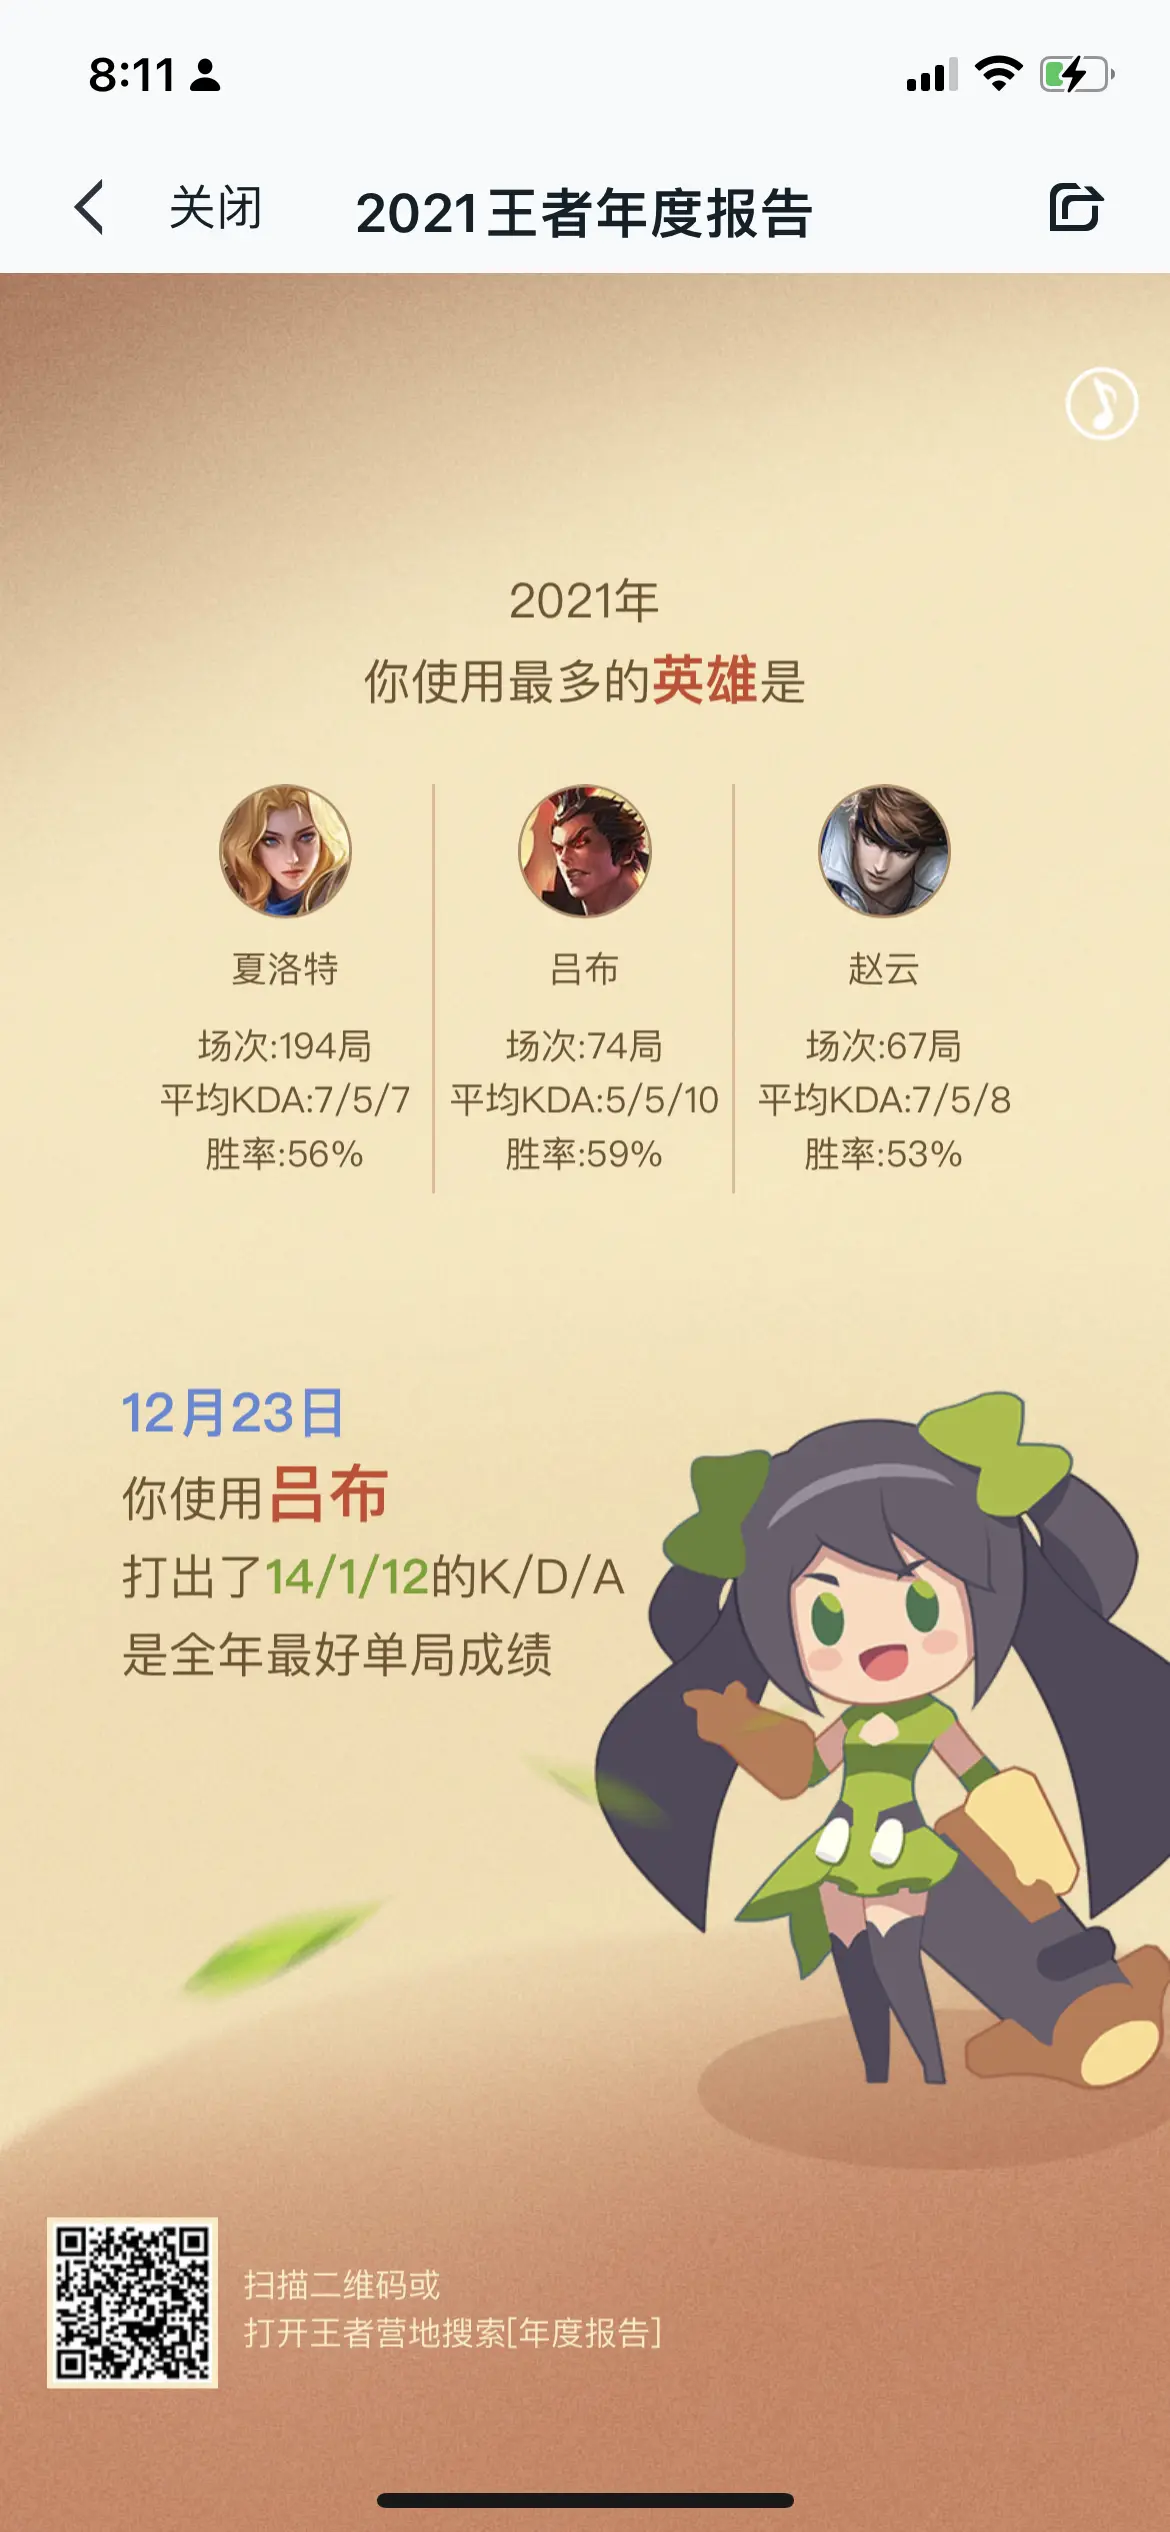 8:11
关闭
2021王者年度报告
2021年
你使用最多的英雄是
夏洛特
场次:194局
平均KDA:7/5/7
胜率:56%
吕布
场次:74局
平均KDA:5/5/10
胜率:59%
赵云
场次:67局
平均KDA:7/5/8
胜率:53%
12月23日
你使用吕布
打出了14/1/12的K/D/A
是全年最好单局成绩
扫描二维码或
打开王者营地搜索[年度报告]